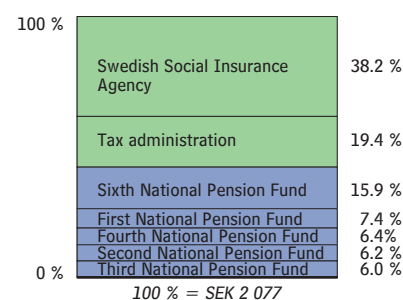 100 %
Swedish Social Insurance
Agency
38.2 %
Tax administration
19.4 %
Sixth National Pension Fund
15.9 %
First National Pension Fund
7.4 %
Fourth National Pension Fund
6.4%
Second National Pension Fund
6.2 %
Third National Pension Fund
6.0 %
0 %
100 % = SEK 2 077